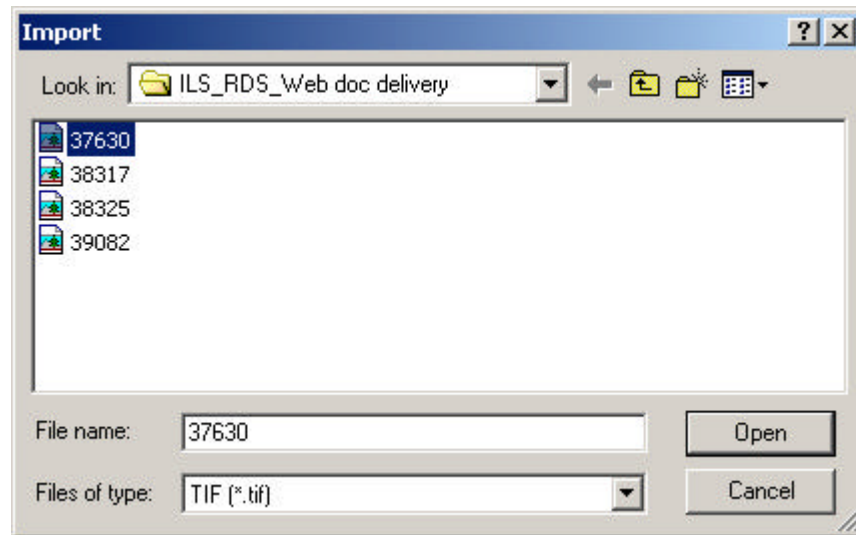 Import
Look in: ILS_RDS_Web doc delivery
37630
38317
38325
39082
File name: 37630 Open
Files of type: TIF (*.tif) Cancel